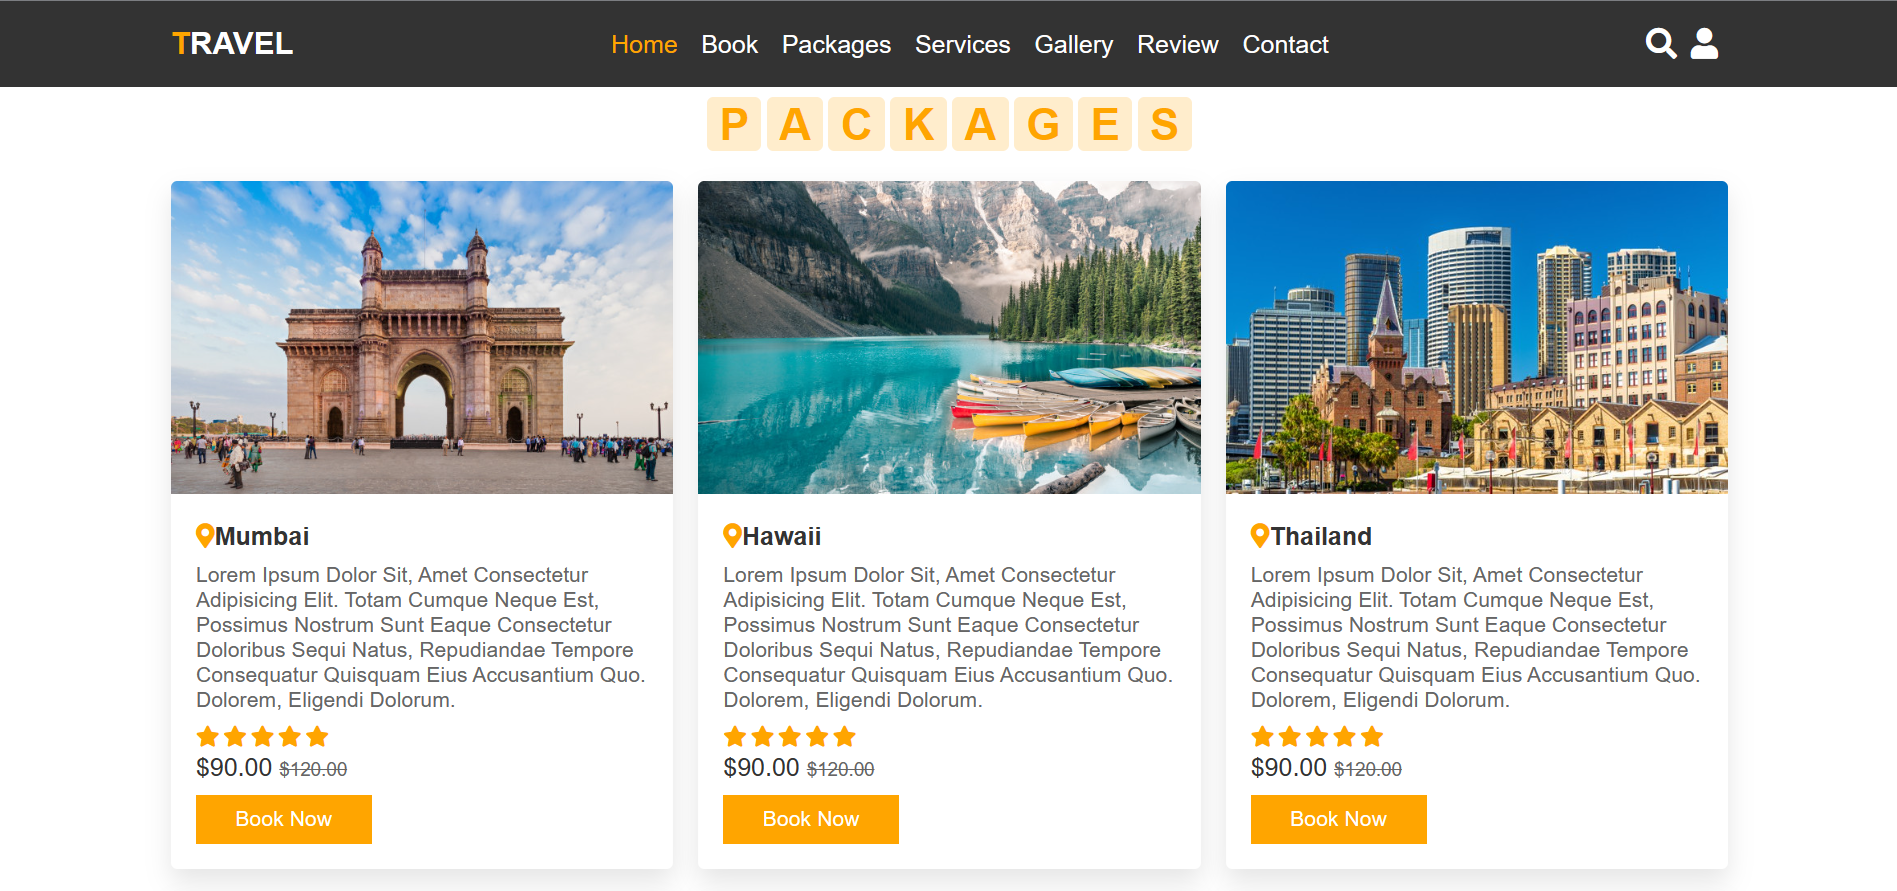 TRAVEL
Home Book Packages Services Gallery Review Contact
PACKAGES
Mumbai
Lorem Ipsum Dolor Sit, Amet Consectetur
Adipisicing Elit. Totam Cumque Neque Est,
Possimus Nostrum Sunt Eaque Consectetur
Doloribus Sequi Natus, Repudiandae Tempore
Consequatur Quisquam Eius Accusantium Quo.
Dolorem, Eligendi Dolorum.
$90.00 $120.00
Book Now
Hawaii
Lorem Ipsum Dolor Sit, Amet Consectetur
Adipisicing Elit. Totam Cumque Neque Est,
Possimus Nostrum Sunt Eaque Consectetur
Doloribus Sequi Natus, Repudiandae Tempore
Consequatur Quisquam Eius Accusantium Quo.
Dolorem, Eligendi Dolorum.
$90.00 $120.00
Book Now
Thailand
Lorem Ipsum Dolor Sit, Amet Consectetur
Adipisicing Elit. Totam Cumque Neque Est,
Possimus Nostrum Sunt Eaque Consectetur
Doloribus Sequi Natus, Repudiandae Tempore
Consequatur Quisquam Eius Accusantium Quo.
Dolorem, Eligendi Dolorum.
$90.00 $120.00
Book Now